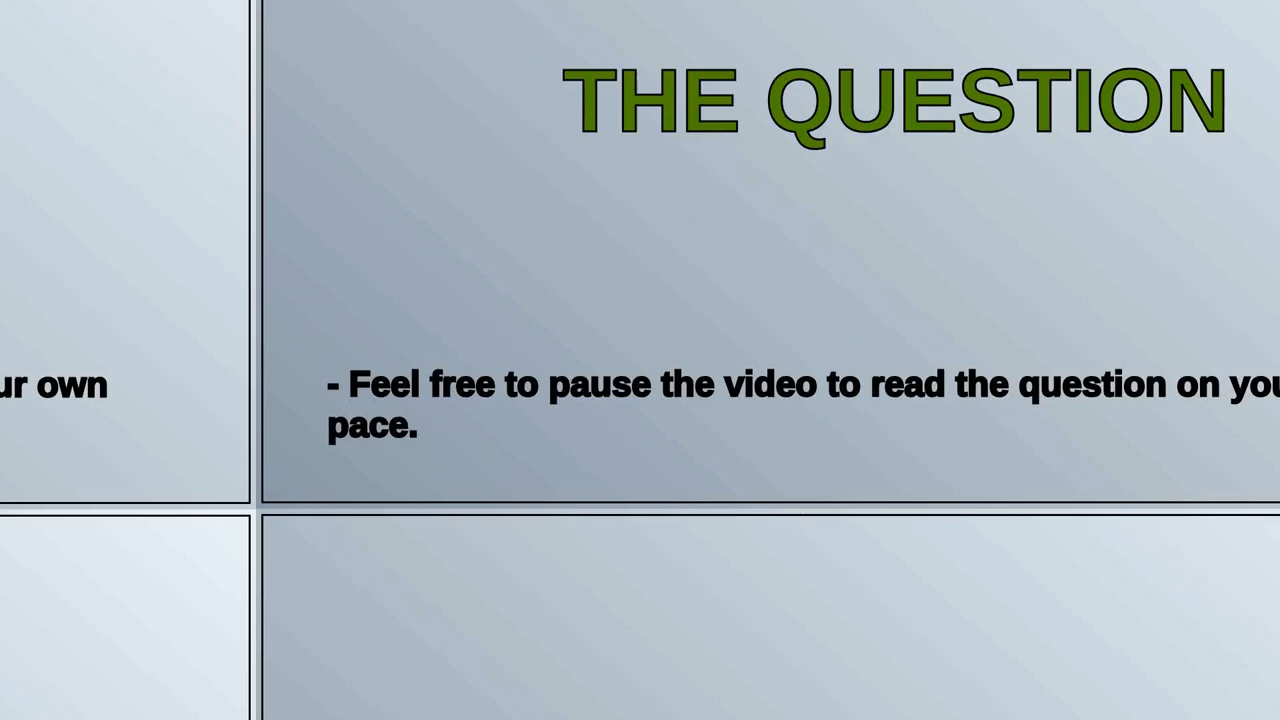 THE QUESTION
ur own
- Feel free to pause the video to read the question on you
pace.